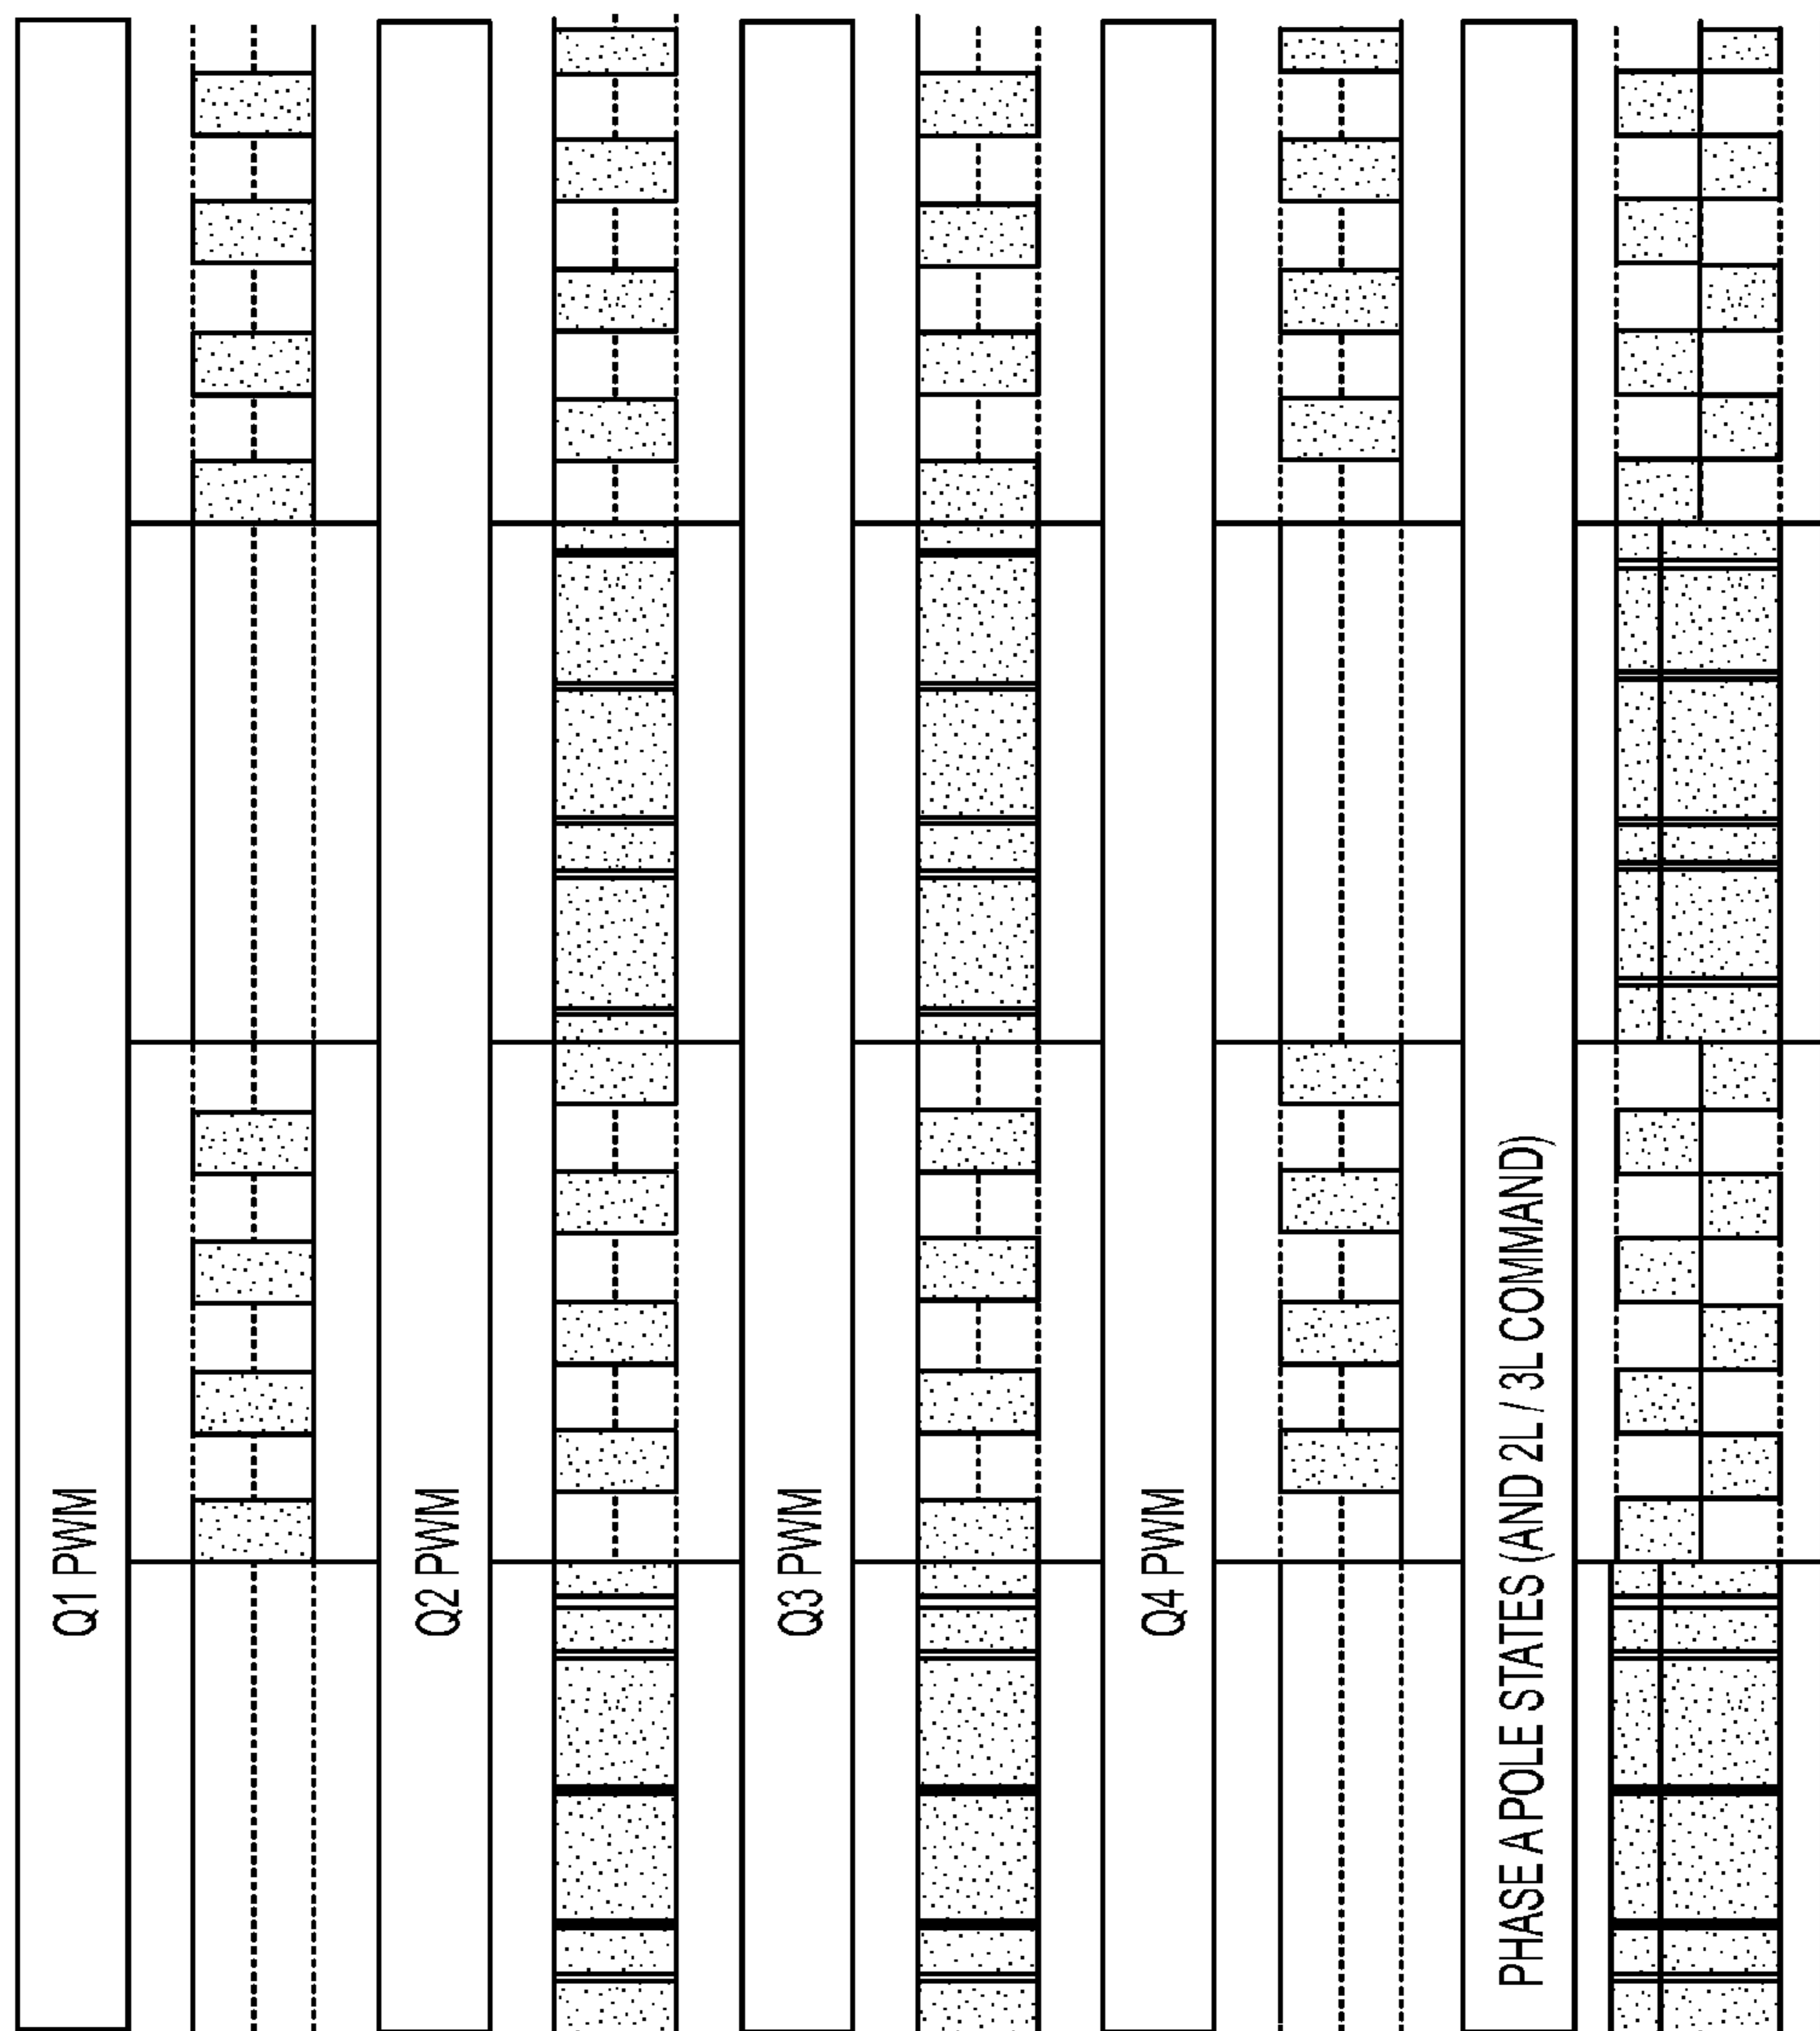 Q1 PWM
Q2 PWM
Q3 PWM
Q4 PWM
PHASE A POLE STATES (AND 2L / 3L COMMAND)